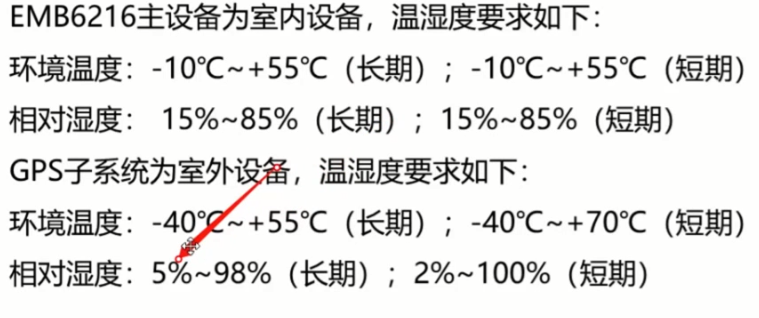 EMB6216主设备为室内设备，温湿度要求如下：
环境温度：-10℃~+55℃（长期）；-10℃~+55℃（短期）
相对湿度： 15%~85%（长期）；15%~85%（短期）
GPS子系统为室外设备，温湿度要求如下：
环境温度：-40℃~+55℃（长期）；-40℃~+70℃（短期）
相对湿度：5%~98%（长期）；2%~100%（短期）